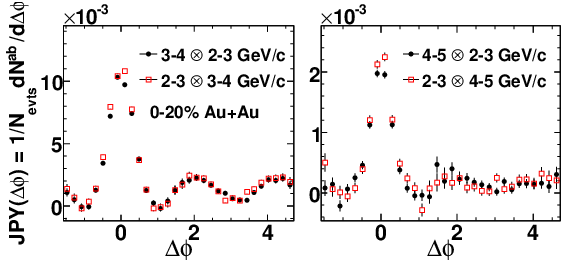 JPY(Δϕ) = 1/N_evts dN^ab/dΔϕ
×10^-3
3-4 ⊗ 2-3 GeV/c
2-3 ⊗ 3-4 GeV/c
0-20% Au+Au
10
5
0
0 2 4
Δϕ
×10^-3
4-5 ⊗ 2-3 GeV/c
2-3 ⊗ 4-5 GeV/c
2
1
0
0 2 4
Δϕ